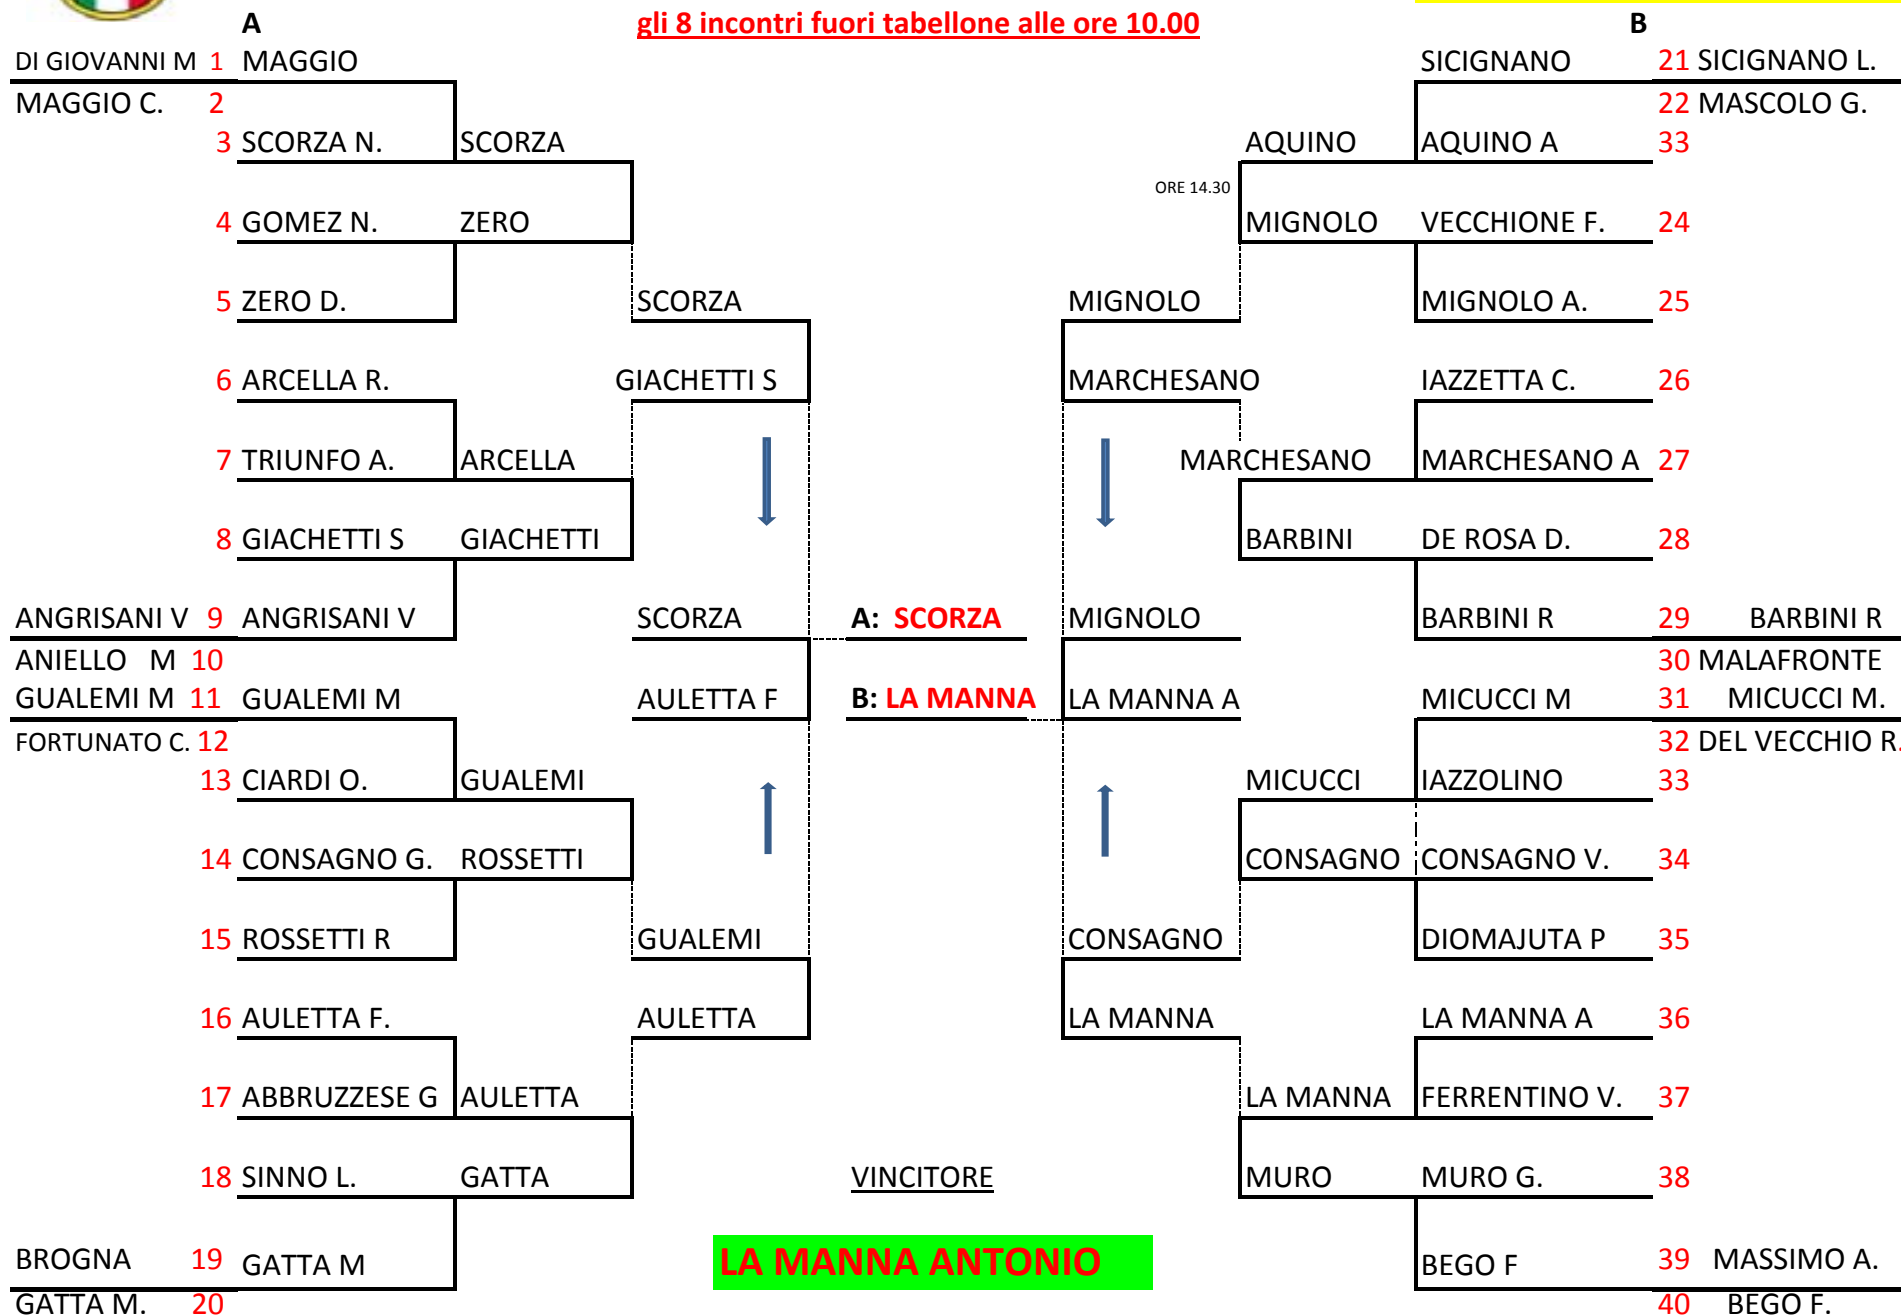 A gli 8 incontri fuori tabellone alle ore 10.00 B
DI GIOVANNI M 1 MAGGIO SICIGNANO 21 SICIGNANO L.
MAGGIO C. 2 22 MASCOLO G.
3 SCORZA N. SCORZA AQUINO AQUINO A 33
ORE 14.30
4 GOMEZ N. ZERO MIGNOLO VECCHIONE F. 24
5 ZERO D. SCORZA MIGNOLO MIGNOLO A. 25
6 ARCELLA R. GIACHETTI S MARCHESANO IAZZETTA C. 26
7 TRIUNFO A. ARCELLA MARCHESANO MARCHESANO A 27
8 GIACHETTI S GIACHETTI BARBINI DE ROSA D. 28
ANGRISANI V 9 ANGRISANI V SCORZA A: SCORZA MIGNOLO BARBINI R 29 BARBINI R
ANIELLO M 10 30 MALAFRONTE
GUALEMI M 11 GUALEMI M AULETTA F B: LA MANNA LA MANNA A MICUCCI M 31 MICUCCI M.
FORTUNATO C. 12 32 DEL VECCHIO R.
13 CIARDI O. GUALEMI MICUCCI IAZZOLINO 33
14 CONSAGNO G. ROSSETTI CONSAGNO CONSAGNO V. 34
15 ROSSETTI R GUALEMI CONSAGNO DIOMAJUTA P 35
16 AULETTA F. AULETTA LA MANNA LA MANNA A 36
17 ABBRUZZESE G AULETTA LA MANNA FERRENTINO V. 37
18 SINNO L. GATTA VINCITORE MURO MURO G. 38
BROGNA 19 GATTA M LA MANNA ANTONIO BEGO F 39 MASSIMO A.
GATTA M. 20 40 BEGO F.